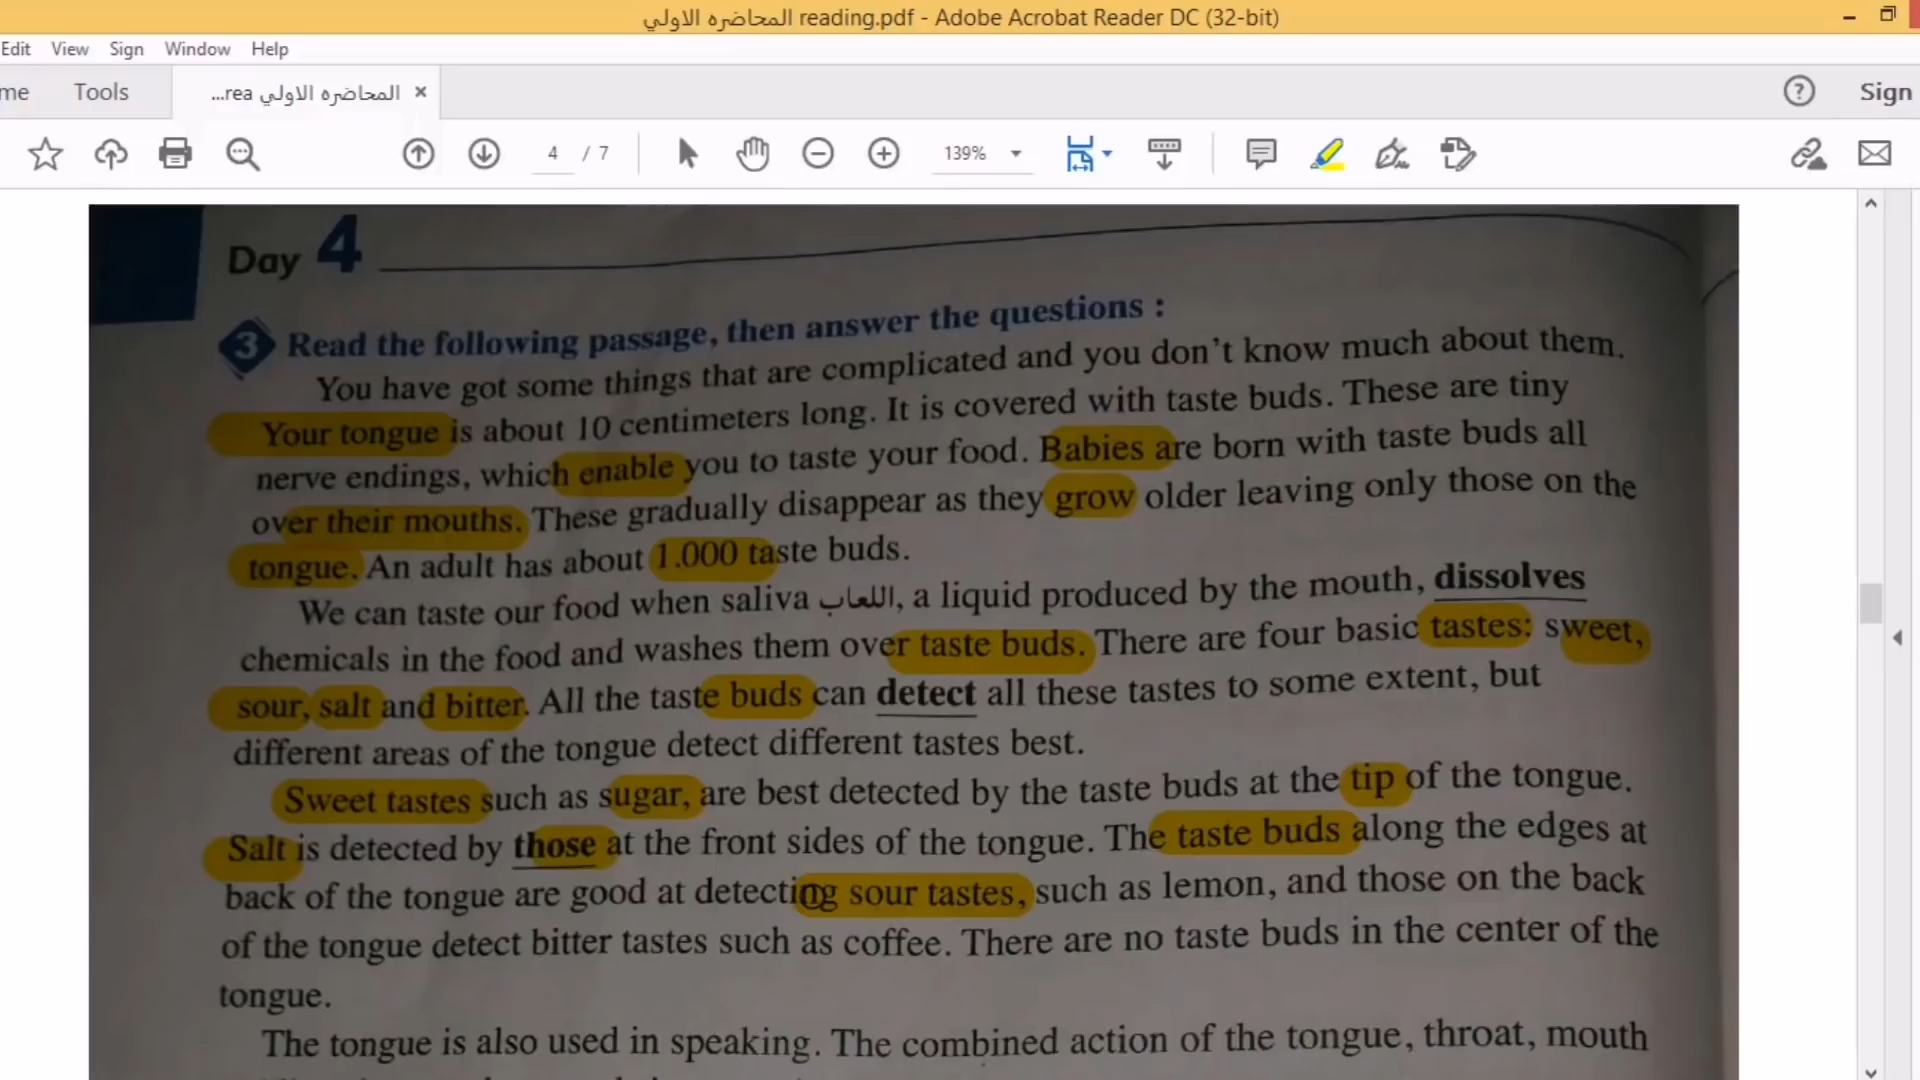 المحاضره الاولي reading.pdf - Adobe Acrobat Reader DC (32-bit)
Edit View Sign Window Help
me Tools المحاضره الاولي rea... × Sign
4 / 7 139%
Day 4
3 Read the following passage, then answer the questions :
You have got some things that are complicated and you don't know much about them.
Your tongue is about 10 centimeters long. It is covered with taste buds. These are tiny
nerve endings, which enable you to taste your food. Babies are born with taste buds all
over their mouths. These gradually disappear as they grow older leaving only those on the
tongue. An adult has about 1.000 taste buds.
We can taste our food when saliva اللعاب, a liquid produced by the mouth, dissolves
chemicals in the food and washes them over taste buds. There are four basic tastes: sweet,
sour, salt and bitter. All the taste buds can detect all these tastes to some extent, but
different areas of the tongue detect different tastes best.
Sweet tastes such as sugar, are best detected by the taste buds at the tip of the tongue.
Salt is detected by those at the front sides of the tongue. The taste buds along the edges at
back of the tongue are good at detecting sour tastes, such as lemon, and those on the back
of the tongue detect bitter tastes such as coffee. There are no taste buds in the center of the
tongue.
The tongue is also used in speaking. The combined action of the tongue, throat, mouth